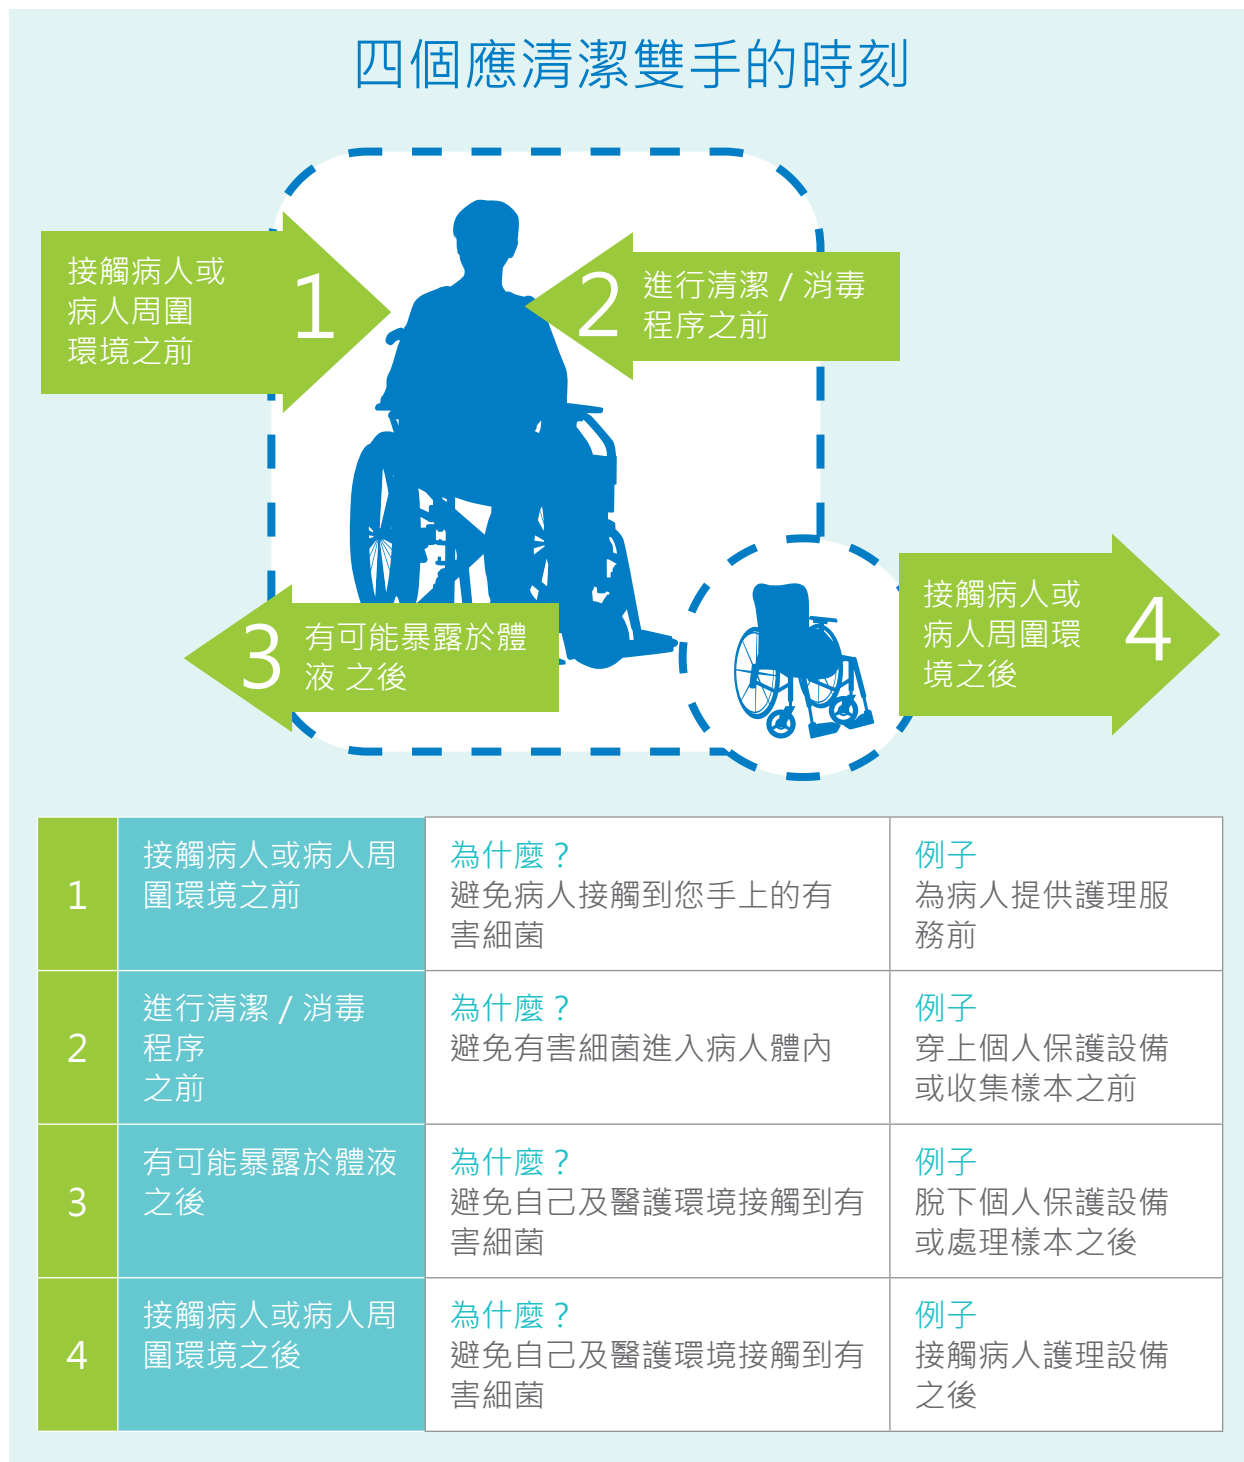 四個應清潔雙手的時刻
接觸病人或
病人周圍
環境之前
1
2
進行清潔 / 消毒
程序之前
3
有可能暴露於體
液 之後
接觸病人或
病人周圍環
境之後
4
1
接觸病人或病人周
圍環境之前
為什麼？
避免病人接觸到您手上的有
害細菌
例子
為病人提供護理服
務前
2
進行清潔 / 消毒
程序
之前
為什麼？
避免有害細菌進入病人體內
例子
穿上個人保護設備
或收集樣本之前
3
有可能暴露於體液
之後
為什麼？
避免自己及醫護環境接觸到有
害細菌
例子
脫下個人保護設備
或處理樣本之後
4
接觸病人或病人周
圍環境之後
為什麼？
避免自己及醫護環境接觸到有
害細菌
例子
接觸病人護理設備
之後